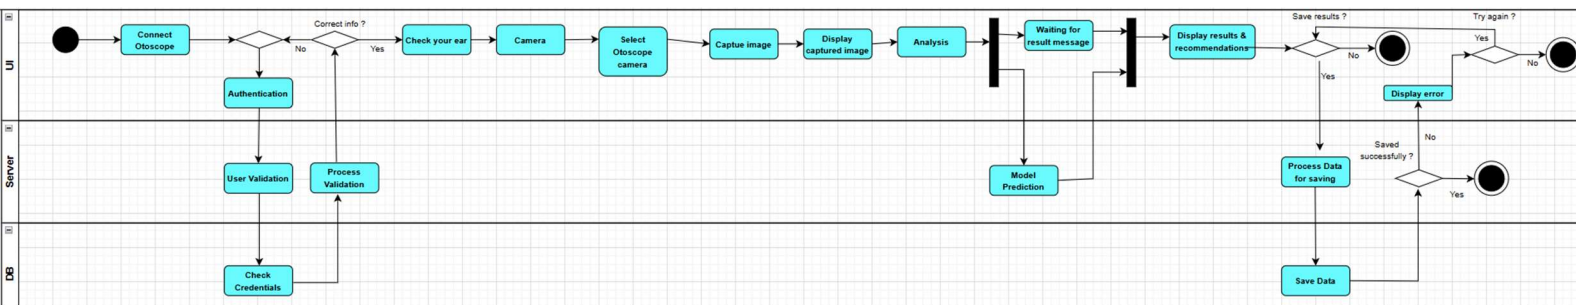 UI
Connect
Otoscope
Correct info ?
No
Yes
Authentication
Check your ear
Camera
Select
Otoscope
camera
Captue image
Display
captured image
Analysis
Waiting for
result message
Display results &
recommendations
Save results ?
No
Yes
Try again ?
Yes
No
Display error
Server
User Validation
Process
Validation
Model
Prediction
Process Data
for saving
Saved
successfully ?
No
Yes
DB
Check
Credentials
Save Data